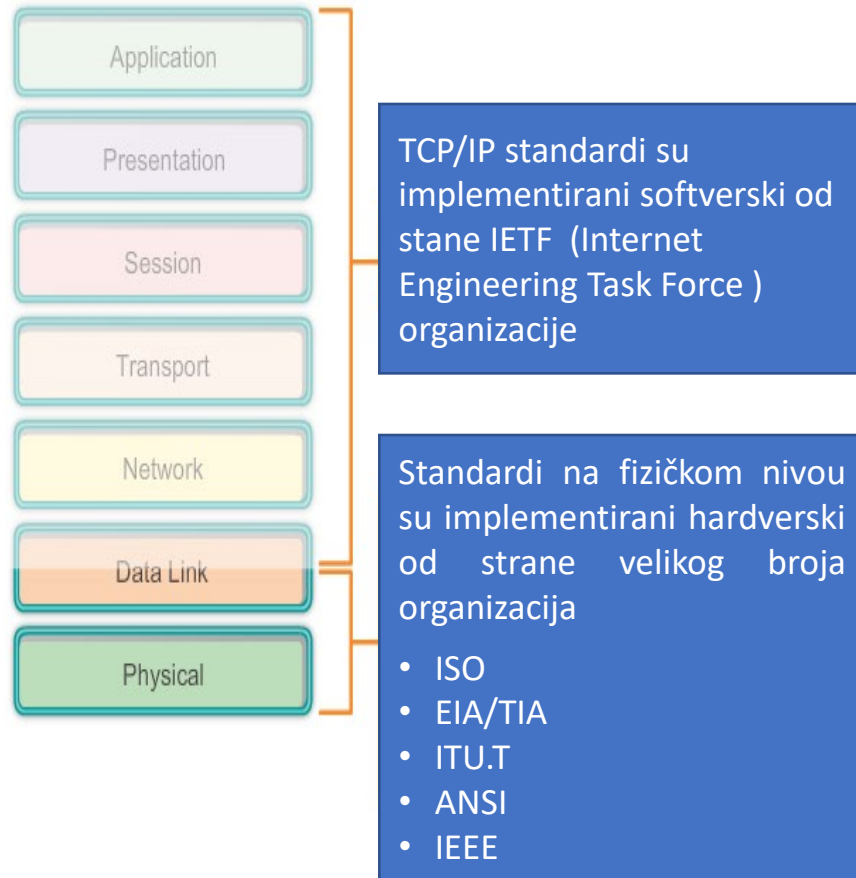 Application
Presentation
Session
Transport
Network
Data Link
Physical
TCP/IP standardi su
implementirani softverski od
stane IETF (Internet
Engineering Task Force )
organizacije
Standardi na fizičkom nivou
su implementirani hardverski
od strane velikog broja
organizacija
• ISO
• EIA/TIA
• ITU.T
• ANSI
• IEEE